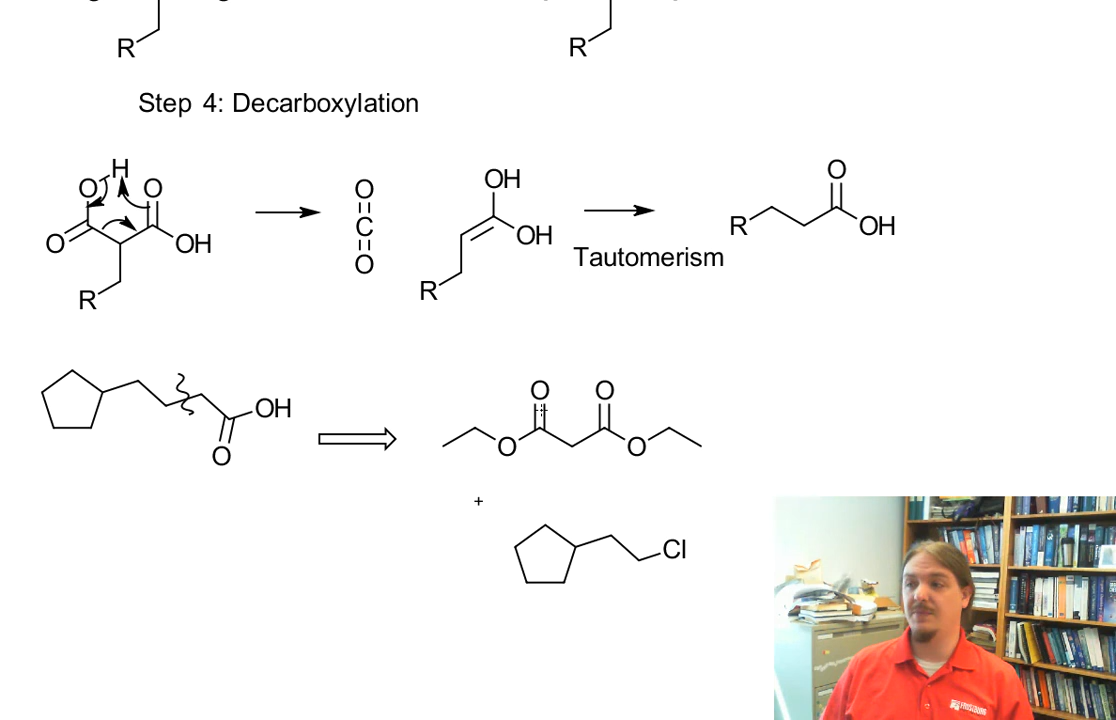 R
R
Step 4: Decarboxylation
H
O O
O OH
R
O
C
O
OH
OH
R
Tautomerism
O
R OH
OH
O
O O
O O
+
Cl